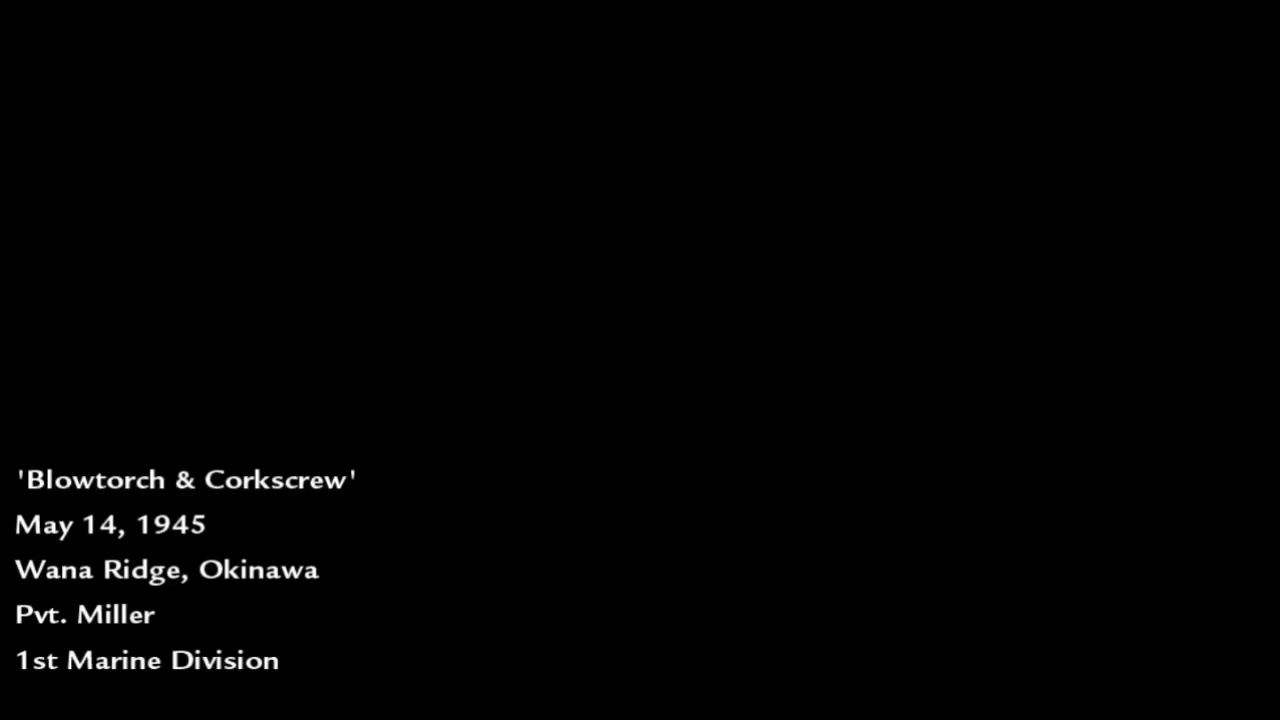 'Blowtorch & Corkscrew'
May 14, 1945
Wana Ridge, Okinawa
Pvt. Miller
1st Marine Division